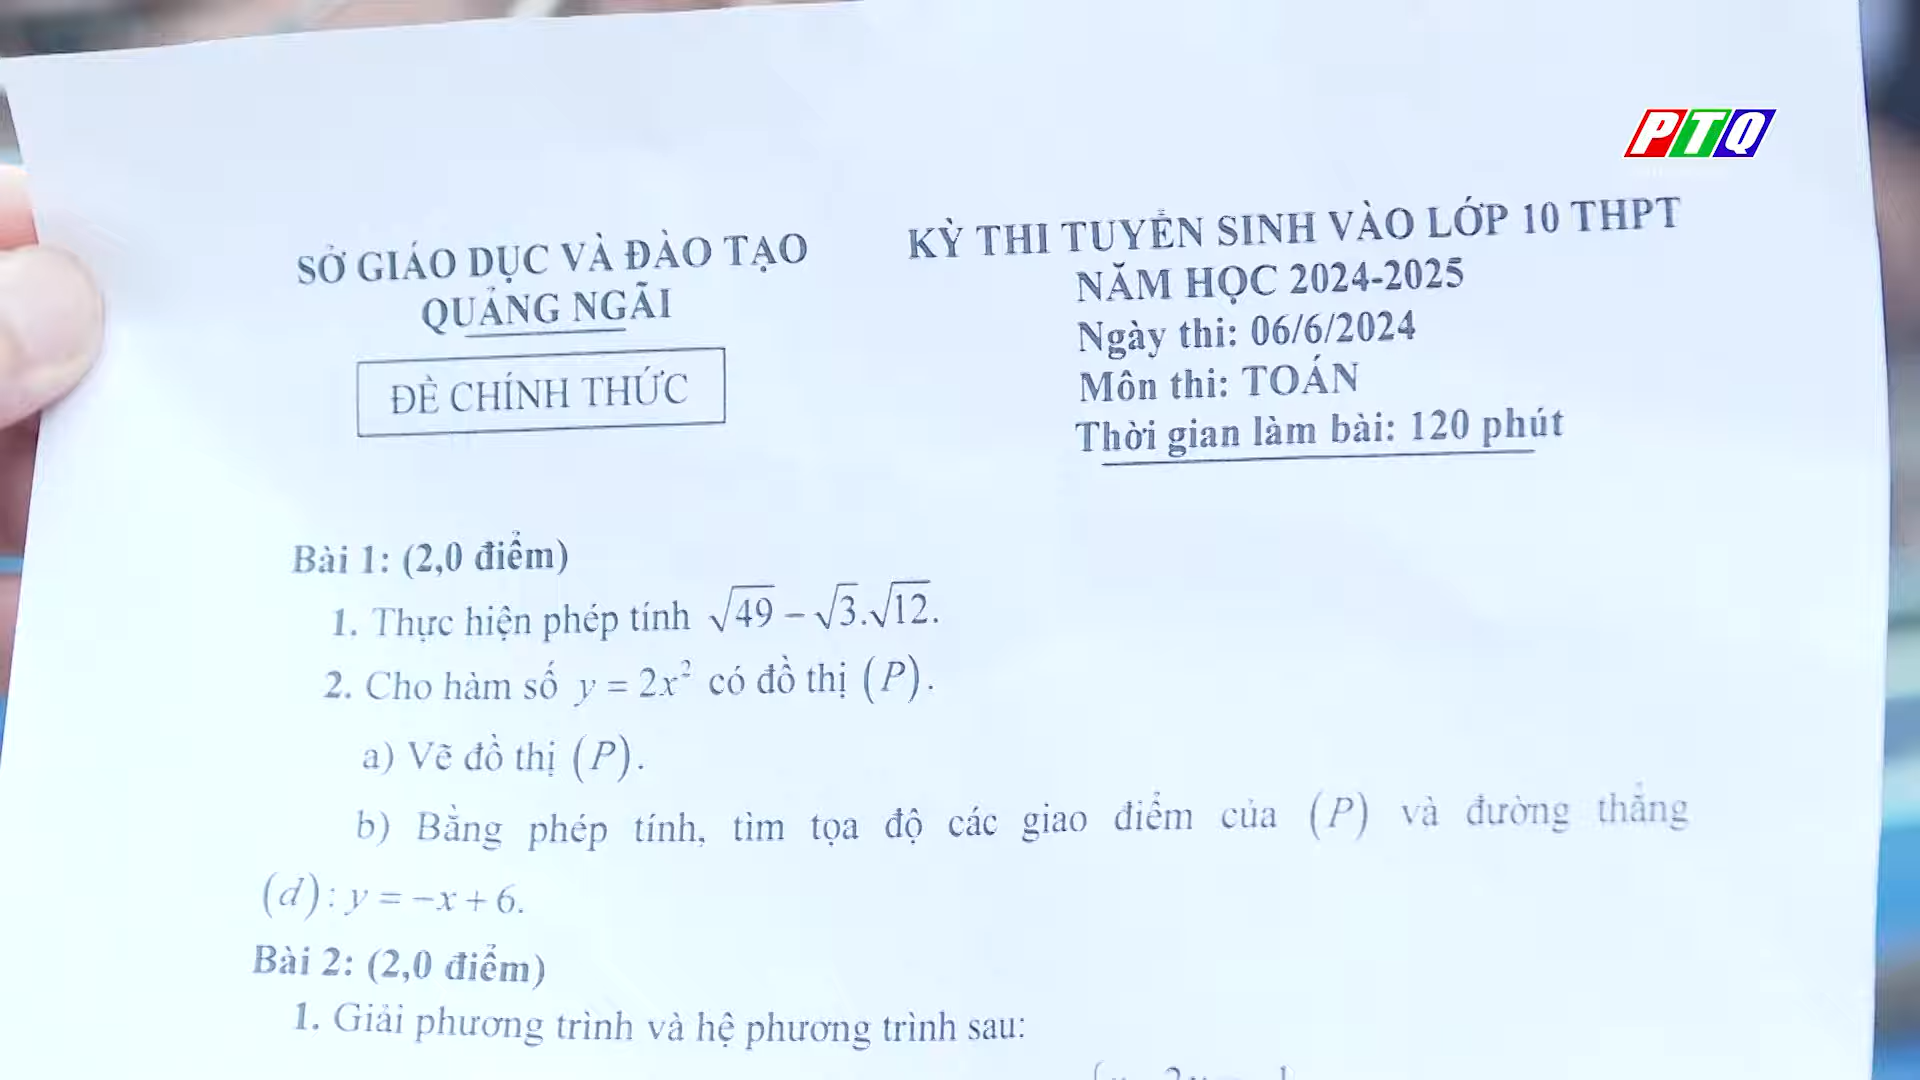 PTQ
SỞ GIÁO DỤC VÀ ĐÀO TẠO
QUẢNG NGÃI
ĐỀ CHÍNH THỨC
KỲ THI TUYỂN SINH VÀO LỚP 10 THPT
NĂM HỌC 2024-2025
Ngày thi: 06/6/2024
Môn thi: TOÁN
Thời gian làm bài: 120 phút
Bài 1: (2,0 điểm)
1. Thực hiện phép tính √49 − √3.√12.
2. Cho hàm số y = 2x² có đồ thị (P).
a) Vẽ đồ thị (P).
b) Bằng phép tính, tìm tọa độ các giao điểm của (P) và đường thẳng
(d): y = −x + 6.
Bài 2: (2,0 điểm)
1. Giải phương trình và hệ phương trình sau: